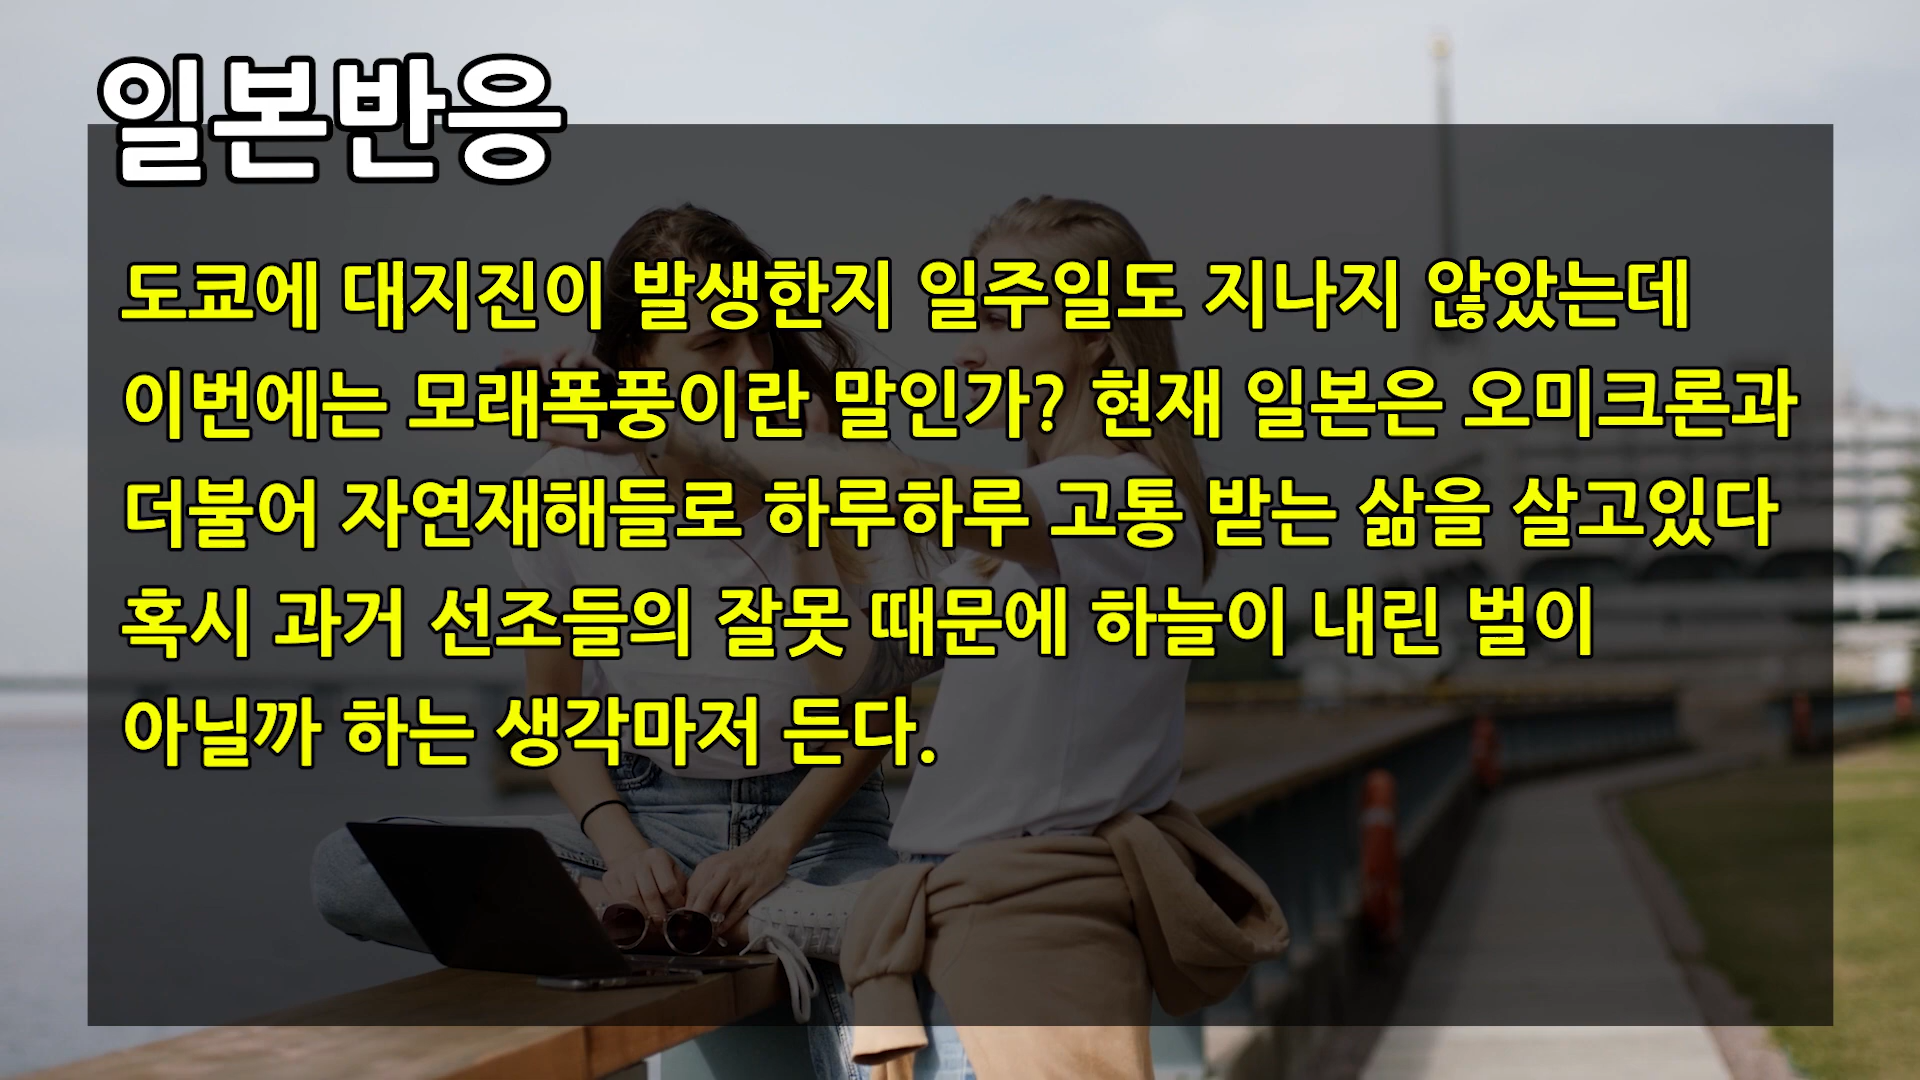 일본반응
도쿄에 대지진이 발생한지 일주일도 지나지 않았는데
이번에는 모래폭풍이란 말인가? 현재 일본은 오미크론과
더불어 자연재해들로 하루하루 고통 받는 삶을 살고있다
혹시 과거 선조들의 잘못 때문에 하늘이 내린 벌이
아닐까 하는 생각마저 든다.